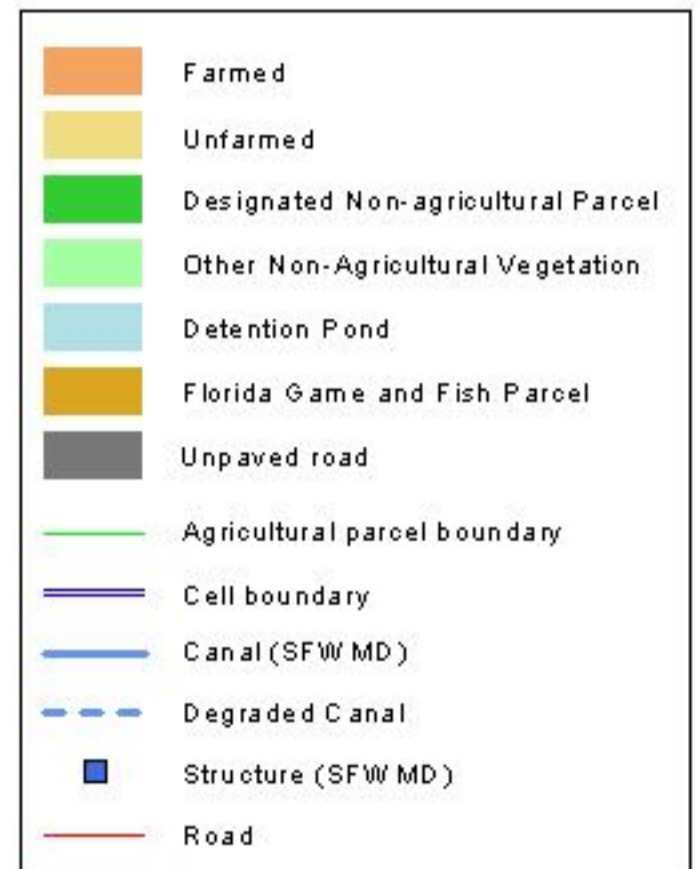 Farmed
Unfarmed
Designated Non-agricultural Parcel
Other Non-Agricultural Vegetation
Detention Pond
Florida Game and Fish Parcel
Unpaved road
Agricultural parcel boundary
Cell boundary
Canal (SFWMD)
Degraded Canal
Structure (SFWMD)
Road